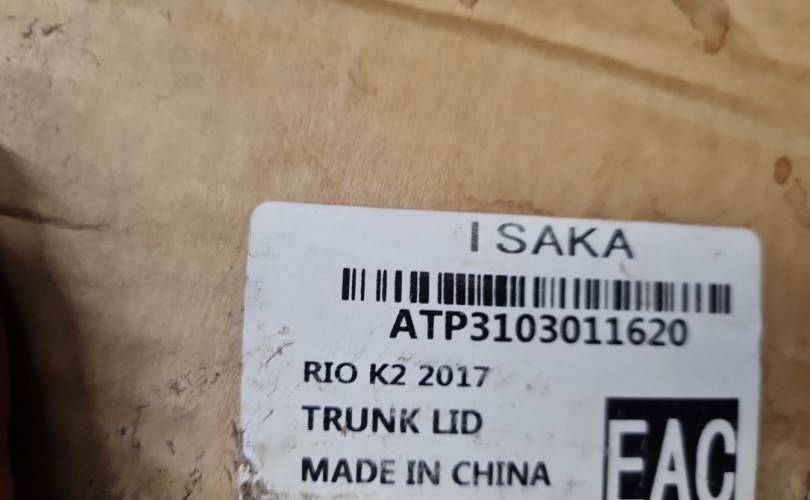 I SAKA
ATP3103011620
RIO K2 2017
TRUNK LID
MADE IN CHINA
EAC